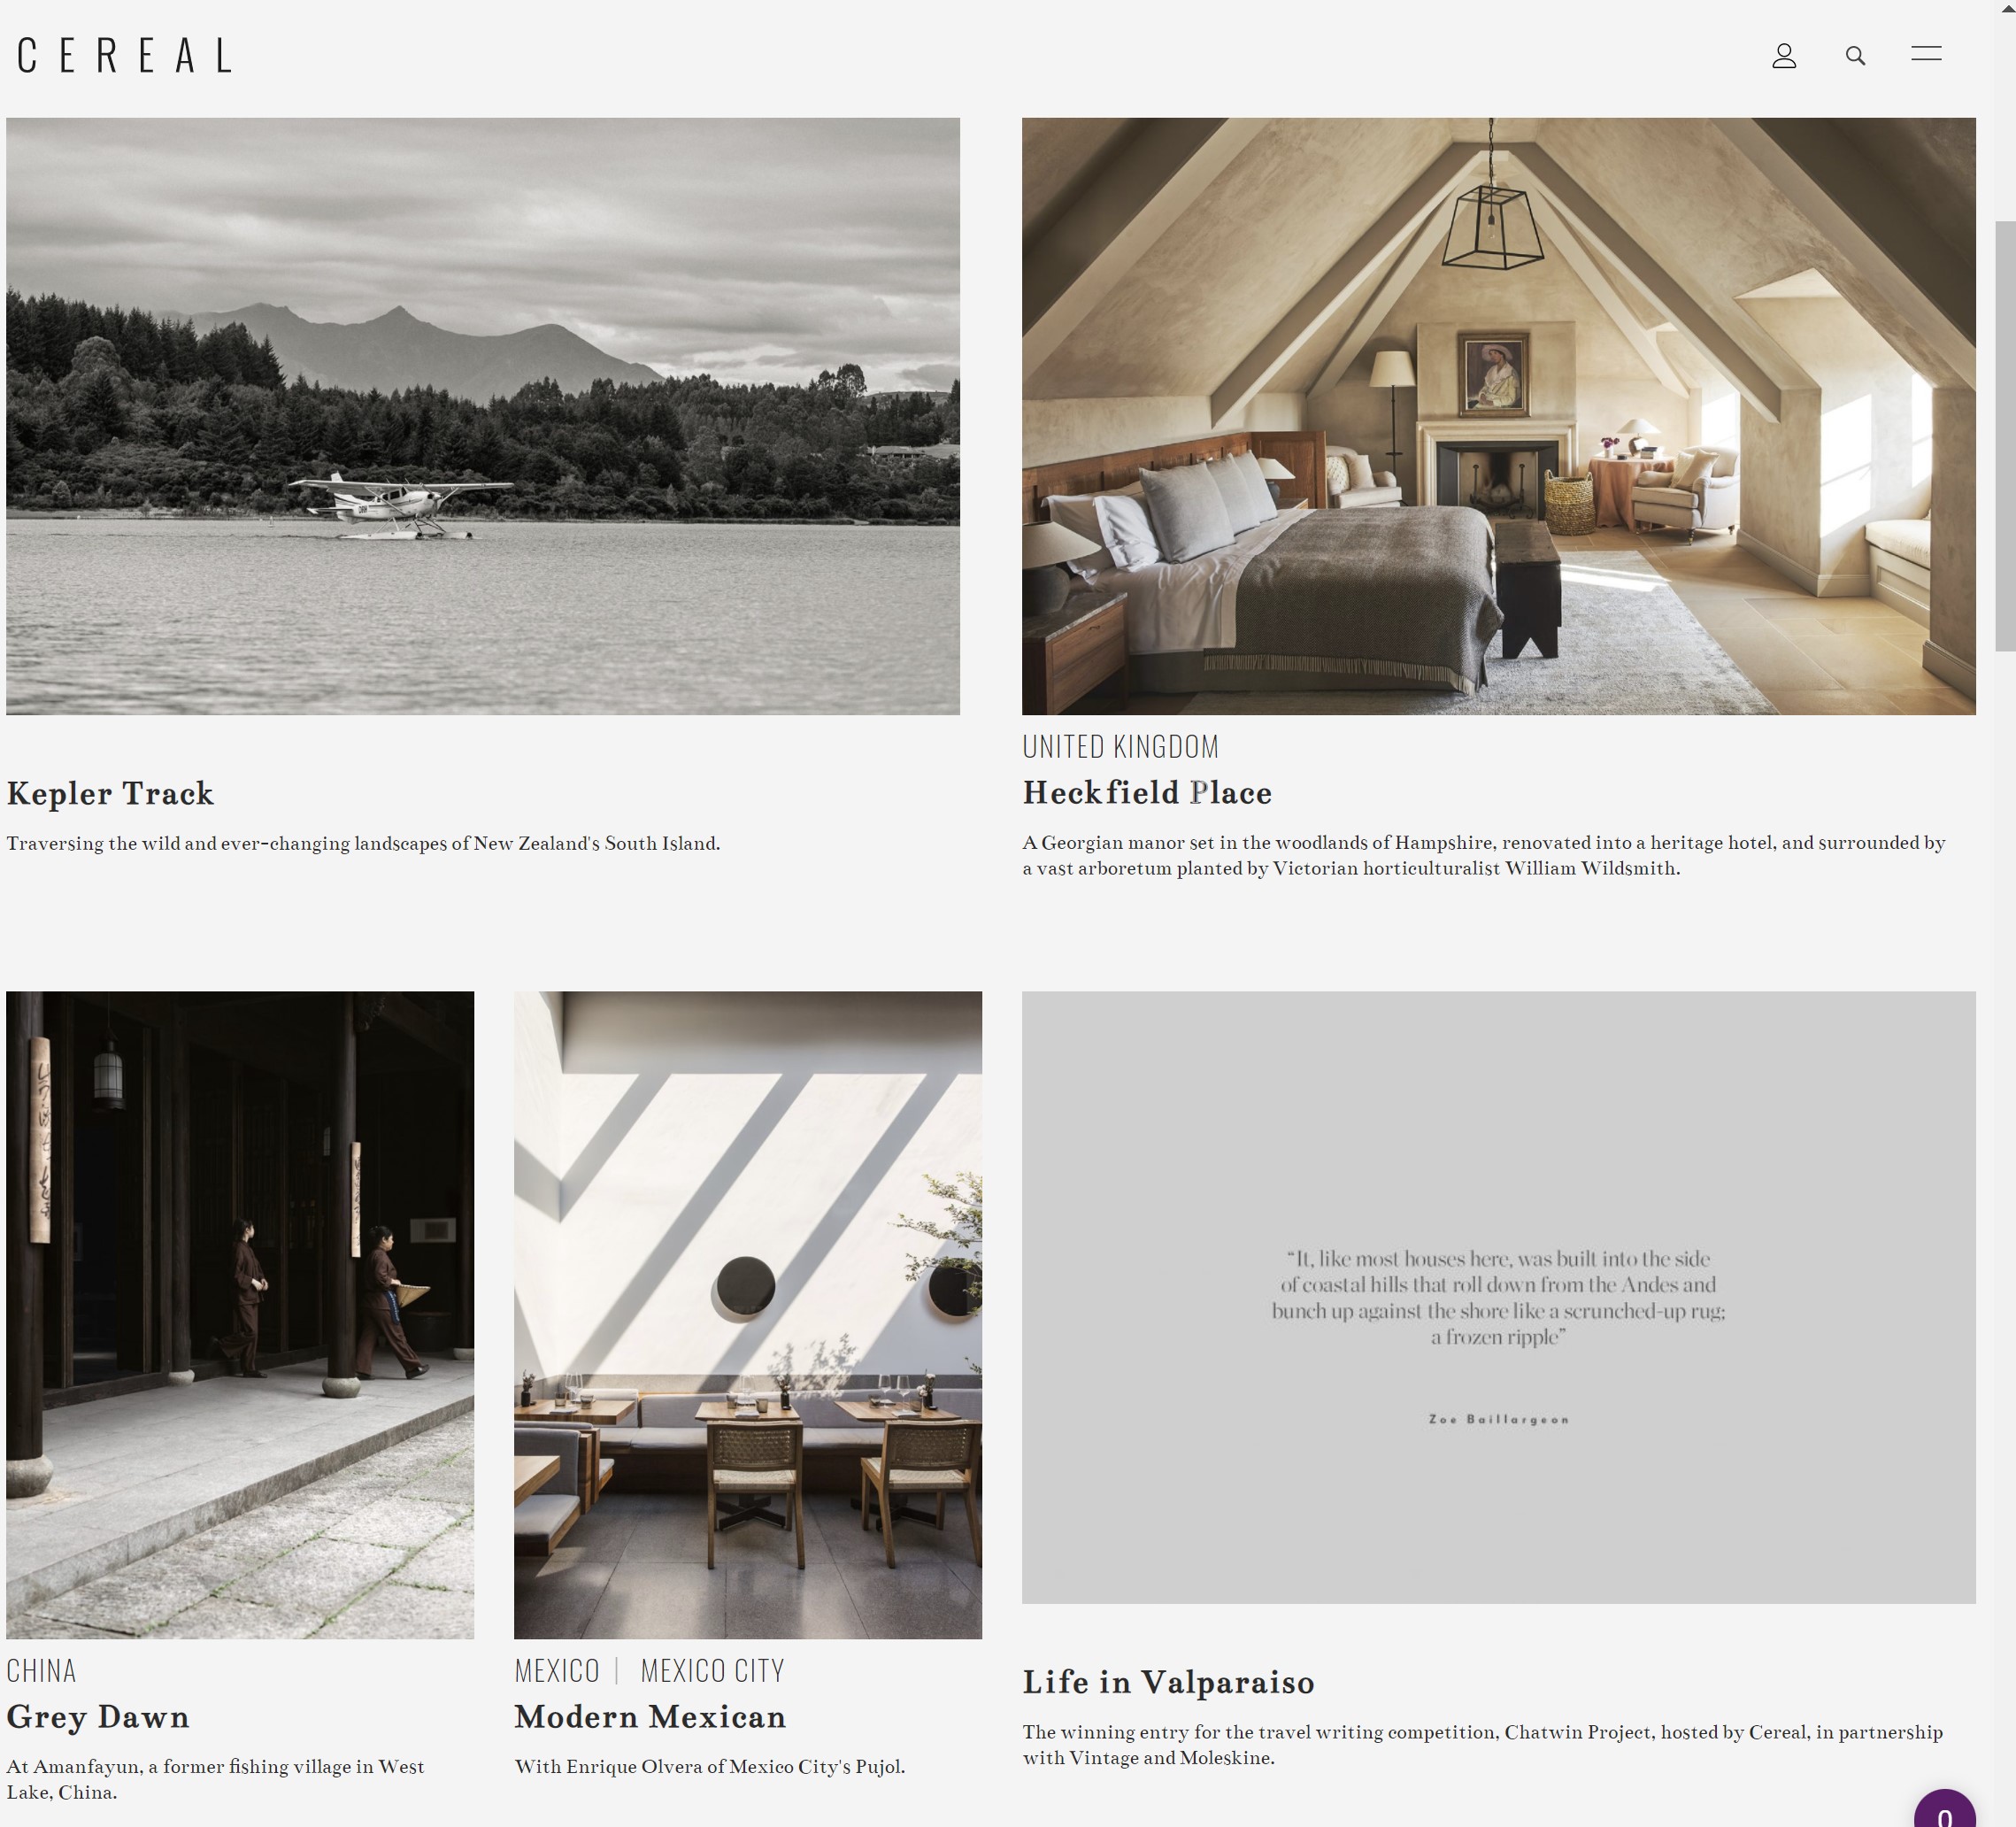 CEREAL
UNITED KINGDOM
Kepler Track
Heckfield Place
Traversing the wild and ever-changing landscapes of New Zealand's South Island.
A Georgian manor set in the woodlands of Hampshire, renovated into a heritage hotel, and surrounded by
a vast arboretum planted by Victorian horticulturalist William Wildsmith.
“It, like most houses here, was built into the side
of coastal hills that roll down from the Andes and
bunch up against the shore like a scrunched-up rug;
a frozen ripple”
Zoe Baillargeon
CHINA
Grey Dawn
At Amanfayun, a former fishing village in West
Lake, China.
MEXICO | MEXICO CITY
Modern Mexican
With Enrique Olvera of Mexico City's Pujol.
Life in Valparaiso
The winning entry for the travel writing competition, Chatwin Project, hosted by Cereal, in partnership
with Vintage and Moleskine.
0